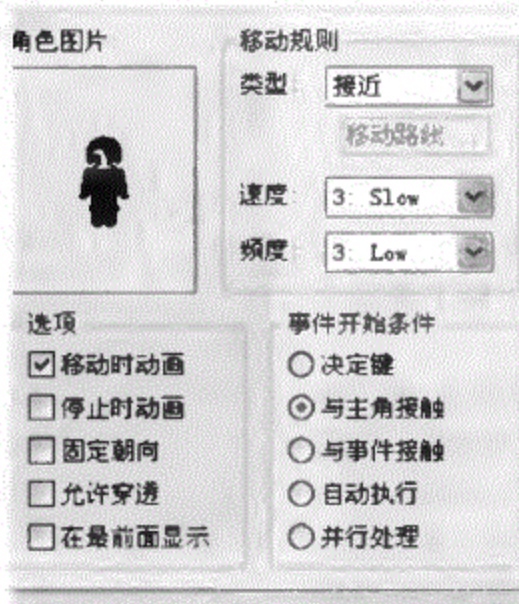 角色图片
移动规则
类型: 接近
移动路线
速度: 3: Slow
频度: 3: Low
选项
移动时动画
停止时动画
固定朝向
允许穿透
在最前面显示
事件开始条件
决定键
与主角接触
与事件接触
自动执行
并行处理